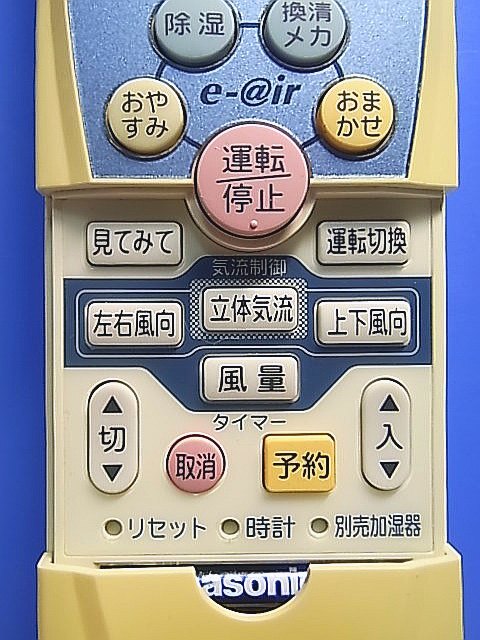 除湿
換清
メカ
e-@ir
おや
すみ
おま
かせ
運転
停止
見てみて
運転切換
気流制御
左右風向
立体気流
上下風向
風量
タイマー
切
取消
予約
入
リセット
時計
別売加湿器
asoni